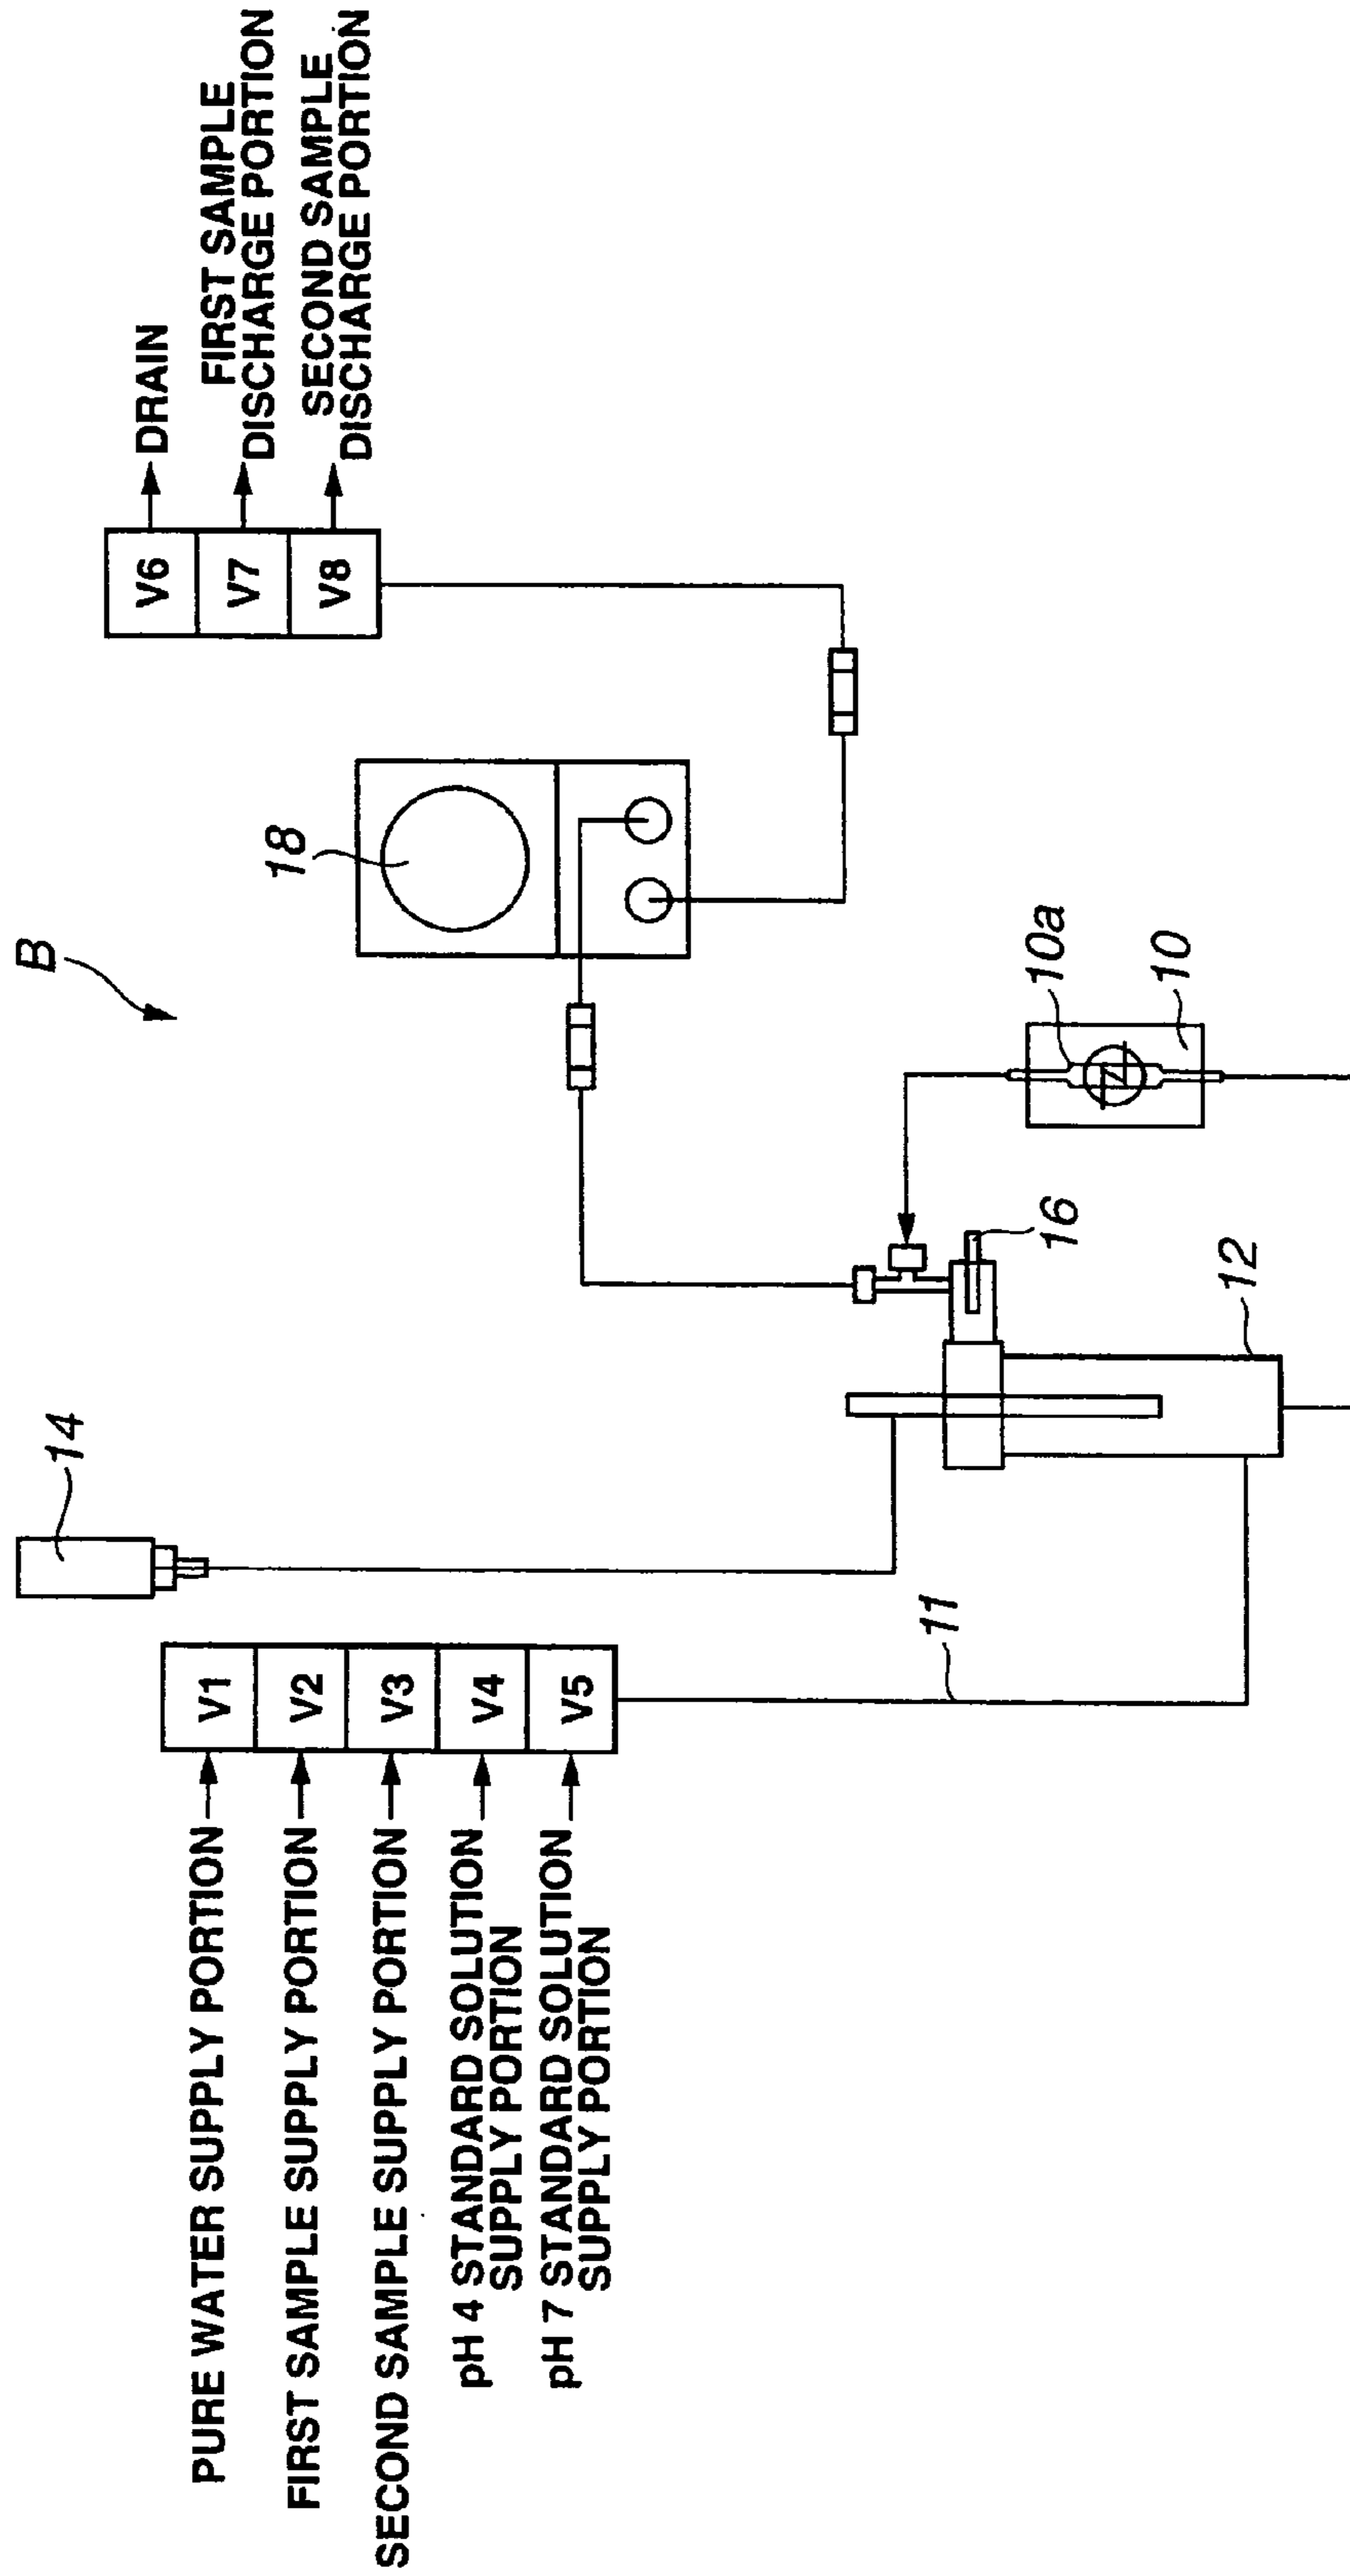 B
PURE WATER SUPPLY PORTION
V1
FIRST SAMPLE SUPPLY PORTION
V2
SECOND SAMPLE SUPPLY PORTION
V3
pH 4 STANDARD SOLUTION
SUPPLY PORTION
V4
pH 7 STANDARD SOLUTION
SUPPLY PORTION
V5
14
18
V6
DRAIN
V7
FIRST SAMPLE
DISCHARGE PORTION
V8
SECOND SAMPLE
DISCHARGE PORTION
11
16
12
10a
10